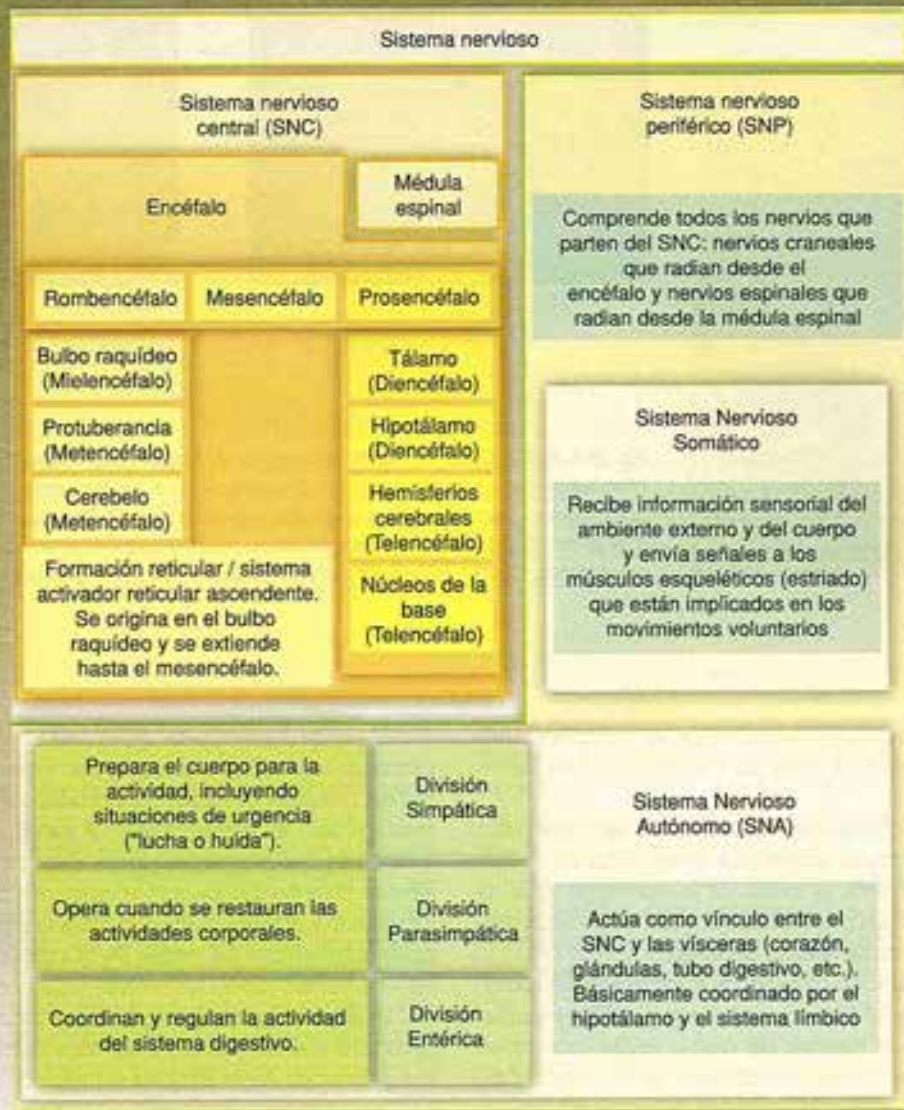 Sistema nervioso
Sistema nervioso
central (SNC)
Encéfalo
Médula
espinal
Rombencéfalo
Mesencéfalo
Prosencéfalo
Bulbo raquídeo
(Mielencéfalo)
Protuberancia
(Metencéfalo)
Cerebelo
(Metencéfalo)
Formación reticular / sistema
activador reticular ascendente.
Se origina en el bulbo
raquídeo y se extiende
hasta el mesencéfalo.
Tálamo
(Diencéfalo)
Hipotálamo
(Diencéfalo)
Hemisferios
cerebrales
(Telencéfalo)
Núcleos de la
base
(Telencéfalo)
Sistema nervioso
periférico (SNP)
Comprende todos los nervios que
parten del SNC: nervios craneales
que radian desde el
encéfalo y nervios espinales que
radian desde la médula espinal
Sistema Nervioso
Somático
Recibe información sensorial del
ambiente externo y del cuerpo
y envía señales a los
músculos esqueléticos (estriado)
que están implicados en los
movimientos voluntarios
Prepara el cuerpo para la
actividad, incluyendo
situaciones de urgencia
("lucha o huida").
División
Simpática
Opera cuando se restauran las
actividades corporales.
División
Parasimpática
Coordinan y regulan la actividad
del sistema digestivo.
División
Entérica
Sistema Nervioso
Autónomo (SNA)
Actúa como vínculo entre el
SNC y las vísceras (corazón,
glándulas, tubo digestivo, etc.).
Básicamente coordinado por el
hipotálamo y el sistema límbico